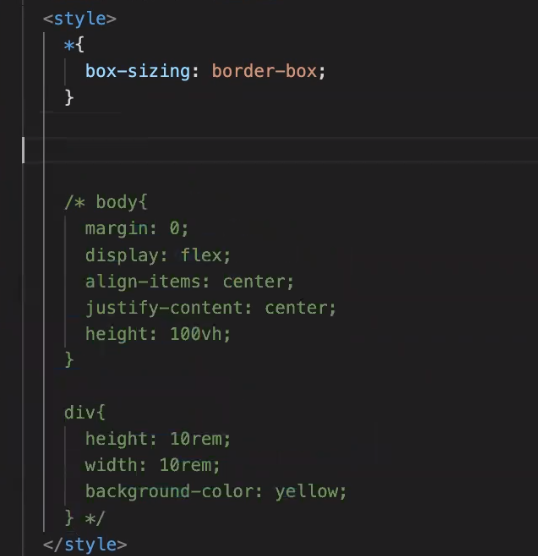 <style>
*{
box-sizing: border-box;
}
/* body{
margin: 0;
display: flex;
align-items: center;
justify-content: center;
height: 100vh;
}
div{
height: 10rem;
width: 10rem;
background-color: yellow;
} */
</style>